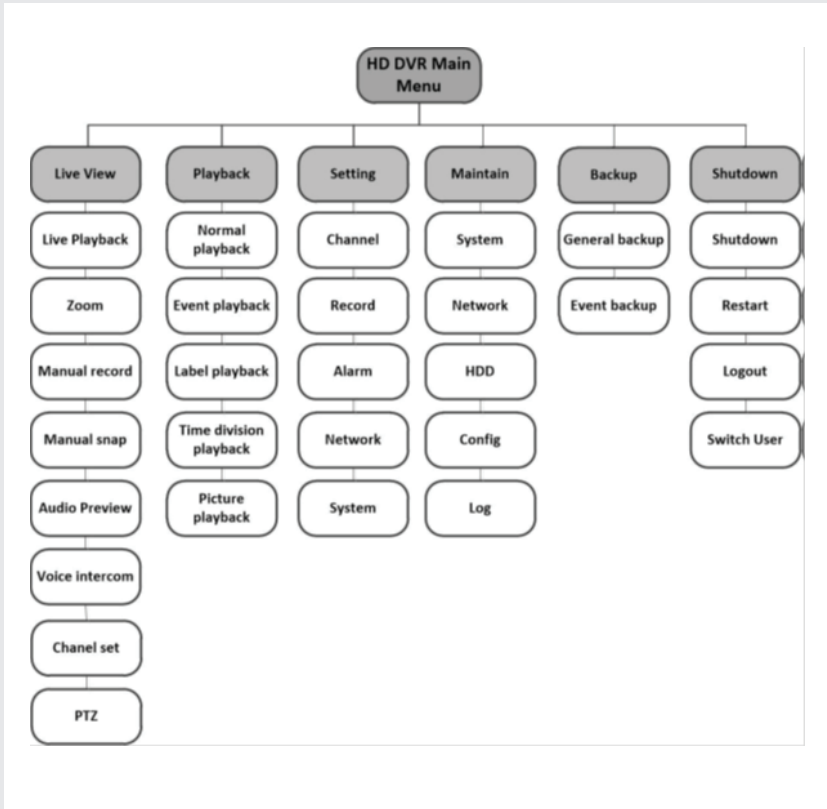 HD DVR Main
Menu
Live View
Playback
Setting
Maintain
Backup
Shutdown
Live Playback
Normal
playback
Channel
System
General backup
Shutdown
Zoom
Event playback
Record
Network
Event backup
Restart
Manual record
Label playback
Alarm
HDD
Logout
Manual snap
Time division
playback
Network
Config
Switch User
Audio Preview
Picture
playback
System
Log
Voice intercom
Chanel set
PTZ